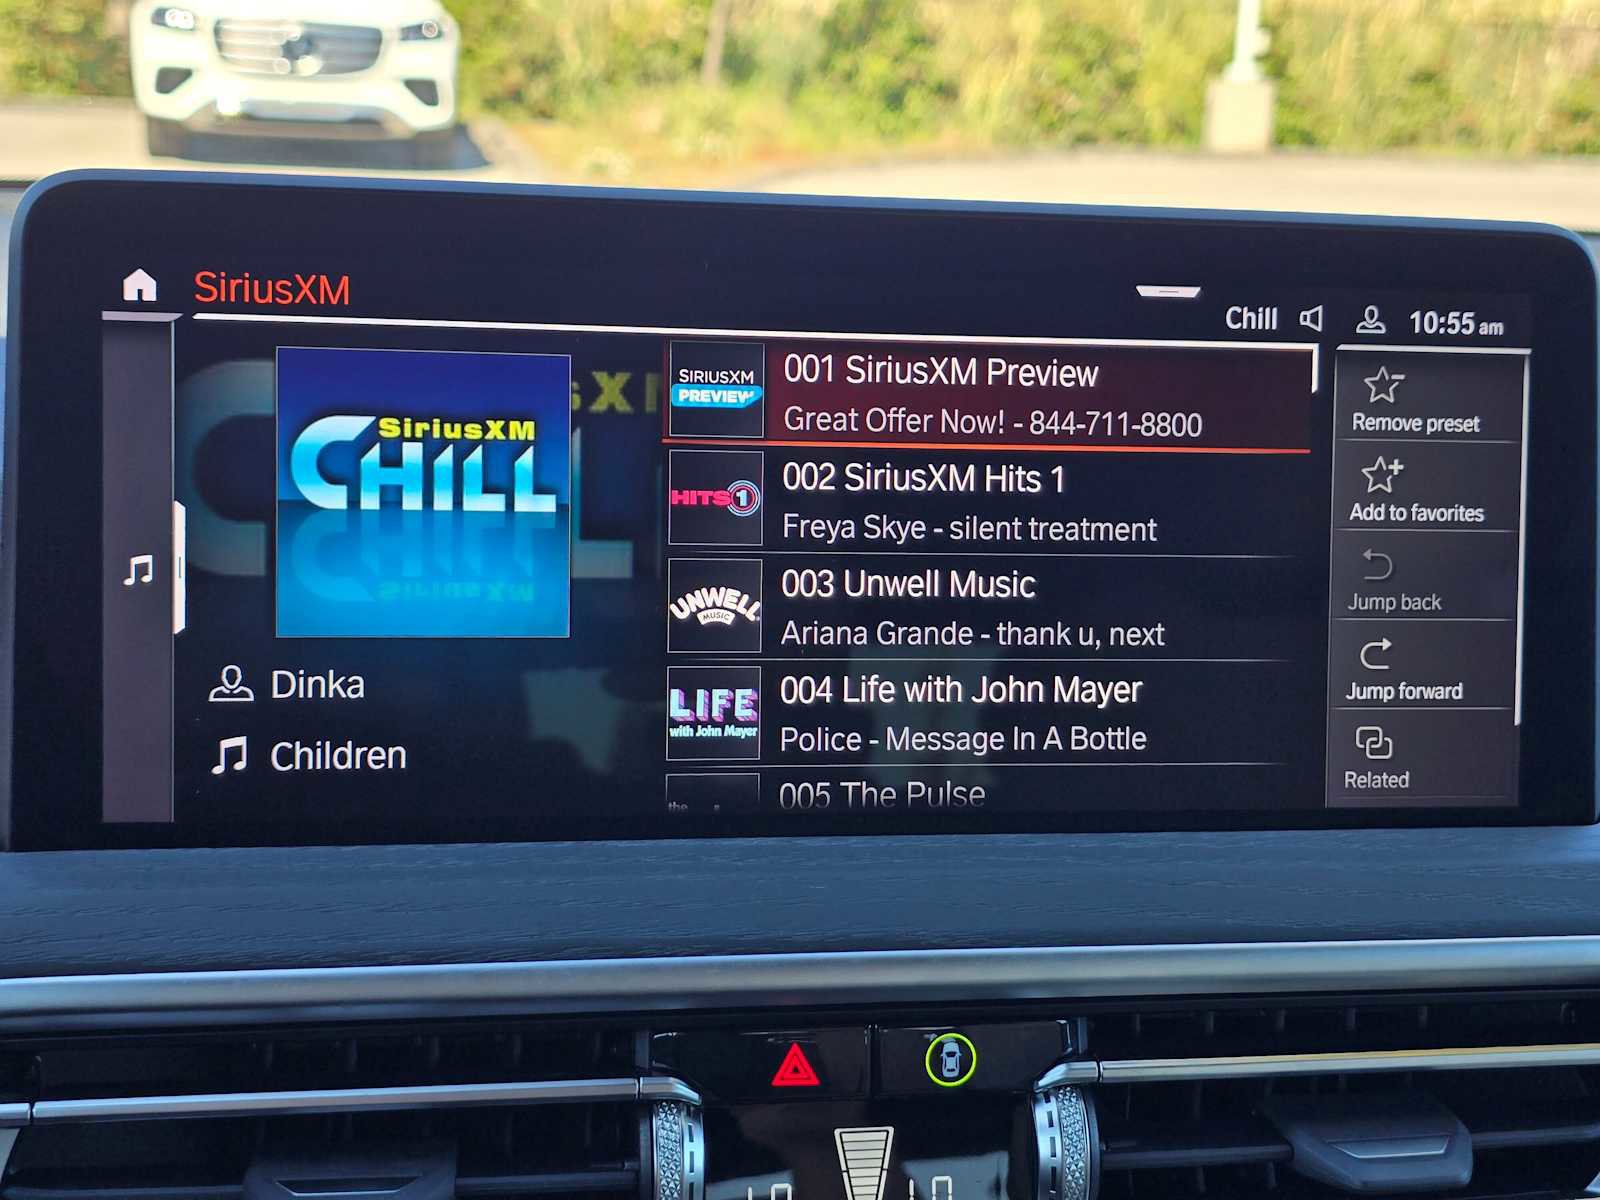 SiriusXM
Chill
10:55 am
SiriusXM
CHILL
Dinka
Children
SIRIUSXM
PREVIEW
001 SiriusXM Preview
Great Offer Now! - 844-711-8800
HITS 1
002 SiriusXM Hits 1
Freya Skye - silent treatment
UNWELL
MUSIC
003 Unwell Music
Ariana Grande - thank u, next
LIFE
with John Mayer
004 Life with John Mayer
Police - Message In A Bottle
the
005 The Pulse
Remove preset
Add to favorites
Jump back
Jump forward
Related